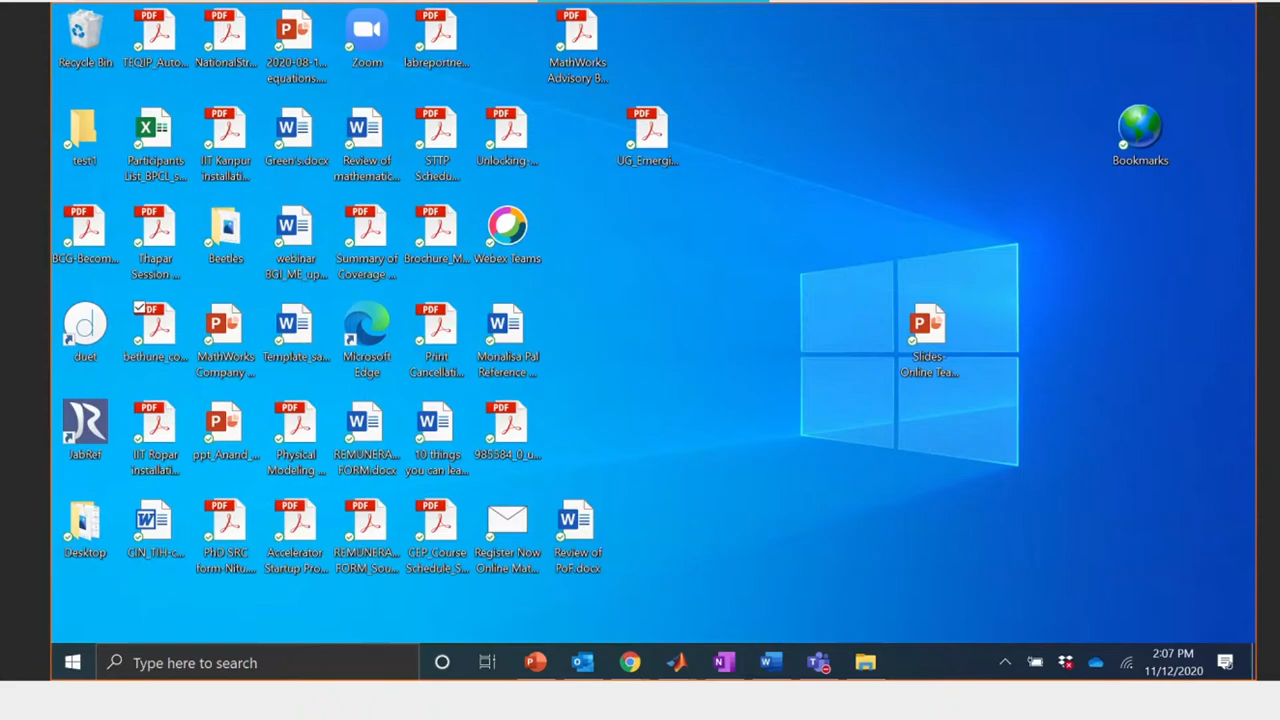 Recycle Bin
TEQIP_Auto...
NationalStr...
2020-08-1...
equations....
Zoom
labreportne...
MathWorks
Advisory B...
test1
Participants
List_BPCL_s...
IIT Kanpur
installati...
Green's.docx
Review of
mathematic...
STTP
Schedu...
Unlocking-...
UG_Emergi...
Bookmarks
BCG-Becom...
Thapar
Session ...
Beetles
webinar
BGI_ME_up...
Summary of
Coverage ...
Brochure_M...
Webex Teams
duet
bethune_co...
MathWorks
Company ...
Template_sa...
Microsoft
Edge
Print
Cancellati...
Monalisa Pal
Reference ...
Slides-
Online Tea...
JabRef
IIT Ropar
installati...
ppt_Anand_...
Physical
Modeling ...
REMUNERA...
FORM.docx
10 things
you can lea...
985584_0_u...
Desktop
CIN_TIH-c...
PhD SRC
form-Nitu....
Accelerator
Startup Pro...
REMUNERA...
FORM_Sou...
CEP_Course
Schedule_S...
Register Now
Online Mat...
Review of
PoF.docx
Type here to search
2:07 PM
11/12/2020